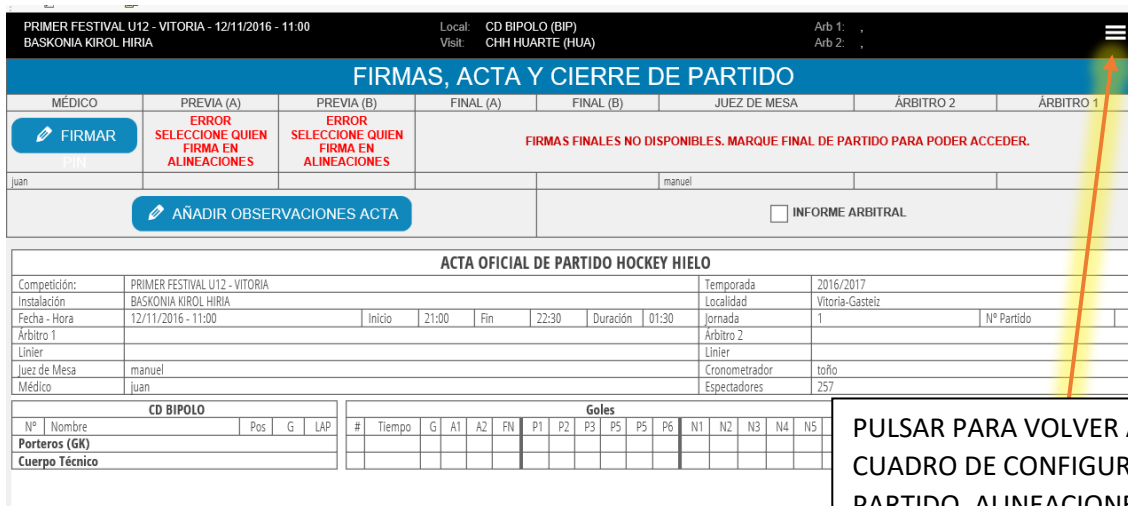 PRIMER FESTIVAL U12 - VITORIA - 12/11/2016 - 11:00 Local: CD BIPOLO (BIP) Arb 1: ,
BASKONIA KIROL HIRIA Visit: CHH HUARTE (HUA) Arb 2: ,
FIRMAS, ACTA Y CIERRE DE PARTIDO
MÉDICO PREVIA (A) PREVIA (B) FINAL (A) FINAL (B) JUEZ DE MESA ÁRBITRO 2 ÁRBITRO 1
FIRMAR
PIN
ERROR
SELECCIONE QUIEN
FIRMA EN
ALINEACIONES
ERROR
SELECCIONE QUIEN
FIRMA EN
ALINEACIONES
FIRMAS FINALES NO DISPONIBLES. MARQUE FINAL DE PARTIDO PARA PODER ACCEDER.
juan manuel
AÑADIR OBSERVACIONES ACTA INFORME ARBITRAL
ACTA OFICIAL DE PARTIDO HOCKEY HIELO
Competición: PRIMER FESTIVAL U12 - VITORIA Temporada 2016/2017
Instalación BASKONIA KIROL HIRIA Localidad Vitoria-Gasteiz
Fecha - Hora 12/11/2016 - 11:00 Inicio 21:00 Fin 22:30 Duración 01:30 Jornada 1 Nº Partido
Árbitro 1 Árbitro 2
Linier Linier
Juez de Mesa manuel Cronometrador toño
Médico juan Espectadores 257
CD BIPOLO Goles
Nº Nombre Pos G LAP # Tiempo G A1 A2 FN P1 P2 P3 P5 P5 P6 N1 N2 N3 N4 N5
Porteros (GK)
Cuerpo Técnico
PULSAR PARA VOLVER
CUADRO DE CONFIGUR
PARTIDO, ALINEACIONE